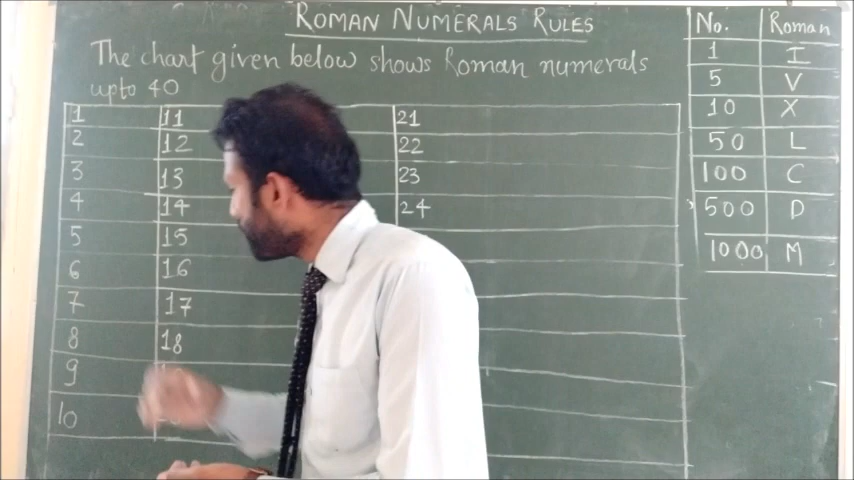 ROMAN NUMERALS RULES
The chart given below shows Roman numerals
upto 40
1 11 21
2 12 22
3 13 23
4 14 24
5 15
6 16
7 17
8 18
9
10
No. Roman
1 I
5 V
10 X
50 L
100 C
500 D
1000 M